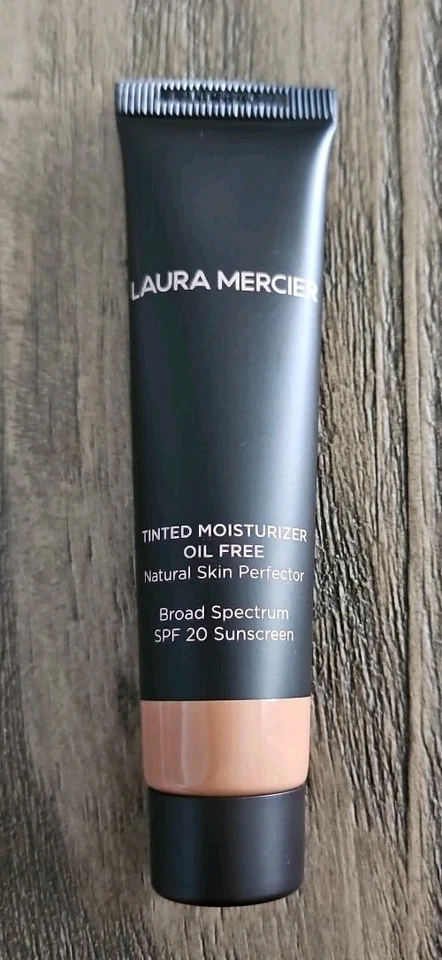 LAURA MERCIER
TINTED MOISTURIZER
OIL FREE
Natural Skin Perfector
Broad Spectrum
SPF 20 Sunscreen